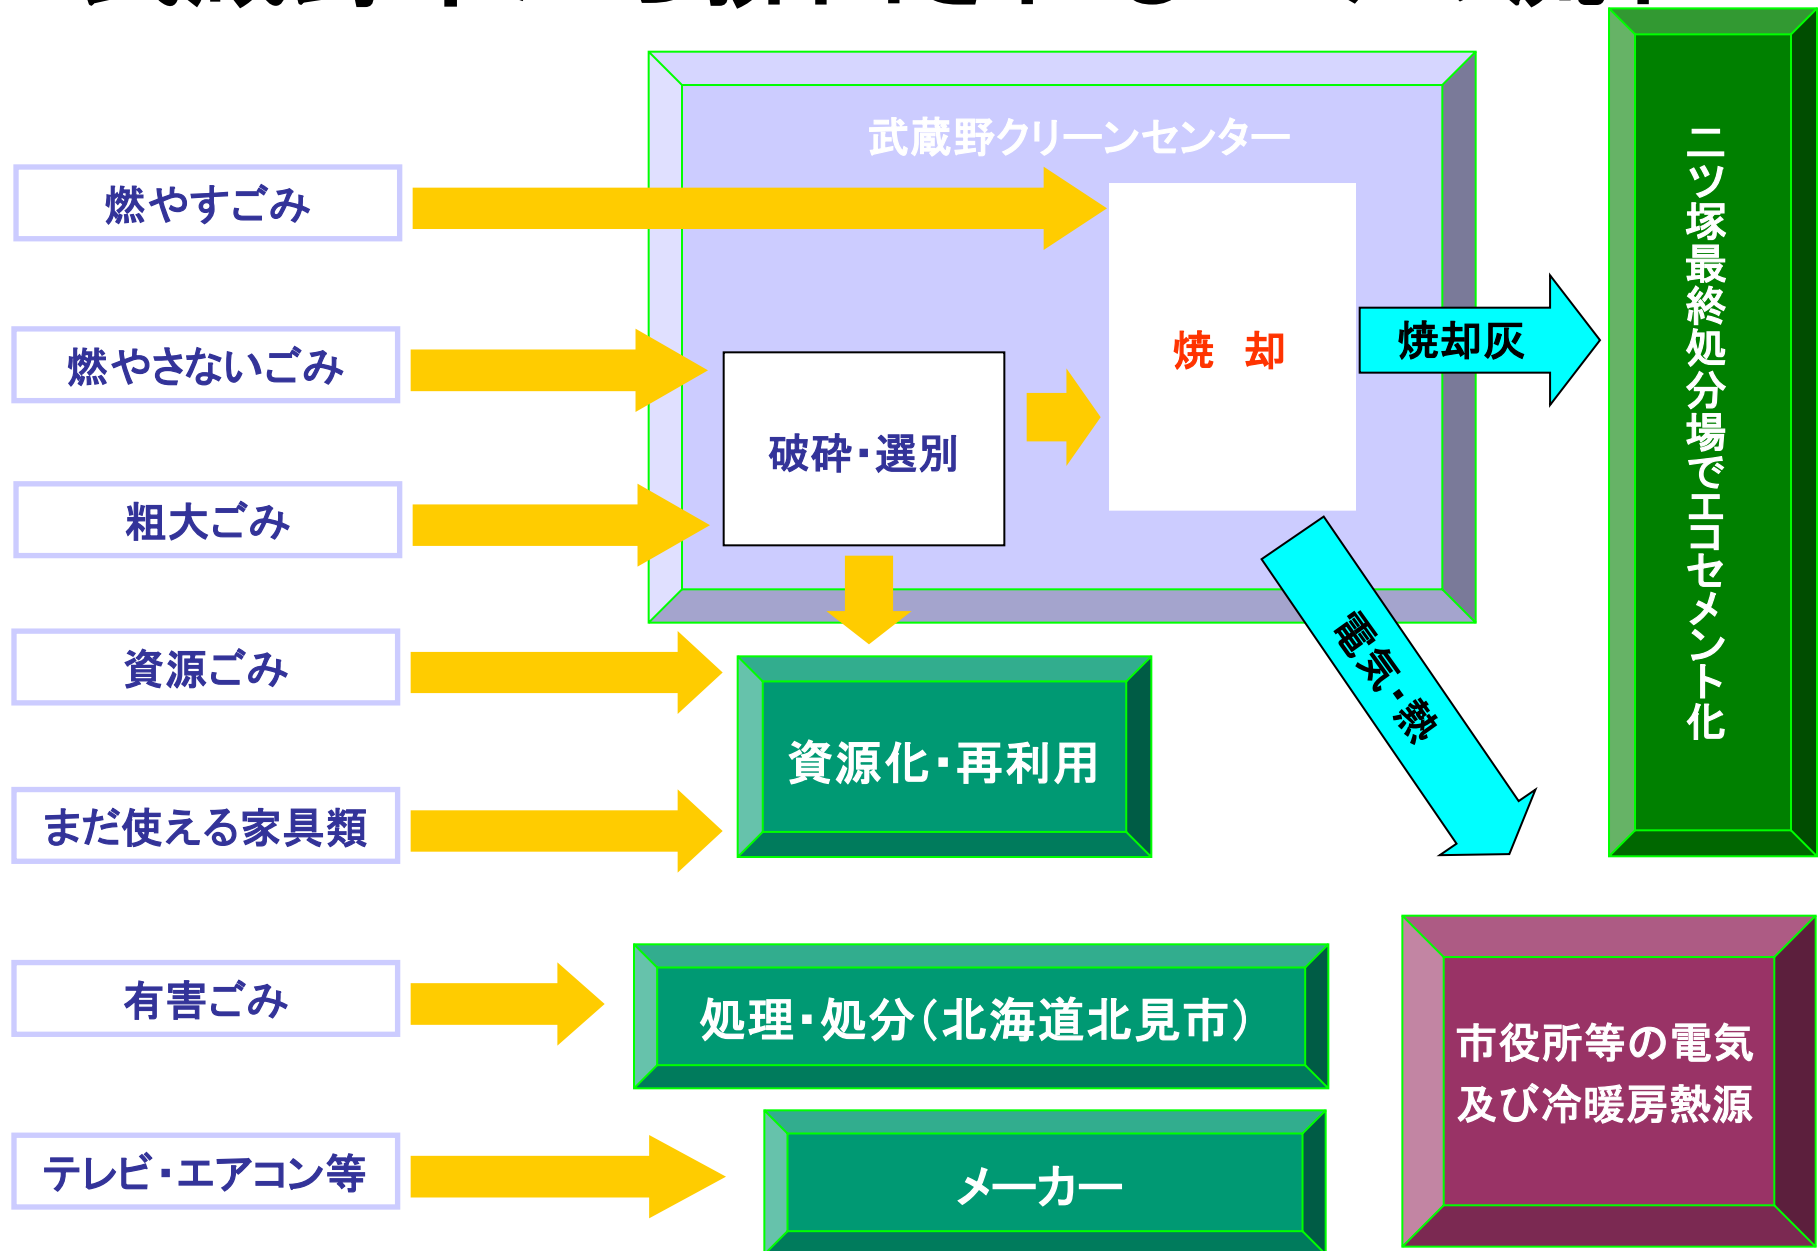 武蔵野クリーンセンター
燃やすごみ
燃やさないごみ
粗大ごみ
資源ごみ
まだ使える家具類
有害ごみ
テレビ・エアコン等
破砕・選別
焼 却
焼却灰
電気・熱
資源化・再利用
処理・処分（北海道北見市）
メーカー
二ツ塚最終処分場でエコセメント化
市役所等の電気
及び冷暖房熱源